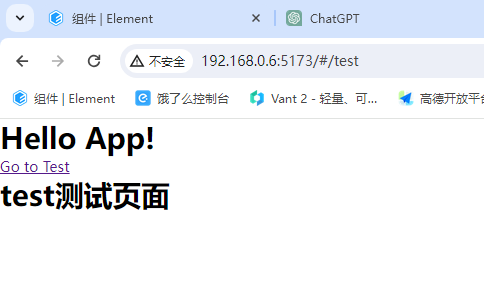 组件 | Element
ChatGPT
不安全
192.168.0.6:5173/#/test
组件 | Element
饿了么控制台
Vant 2 - 轻量、可...
高德开放平台
Hello App!
Go to Test
test测试页面